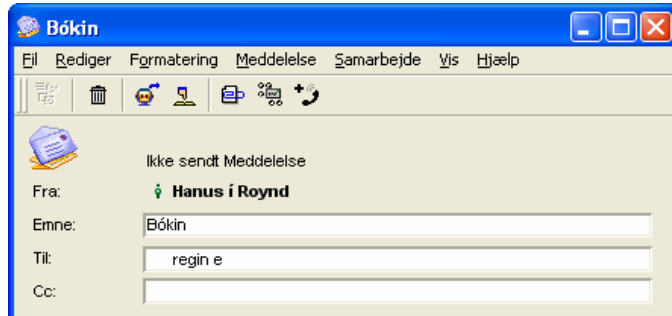 Bókin
Fil Rediger Formatering Meddelelse Samarbejde Vis Hjælp
Ikke sendt Meddelelse
Fra: Hanus í Roynd
Emne: Bókin
Til: regin e
Cc: